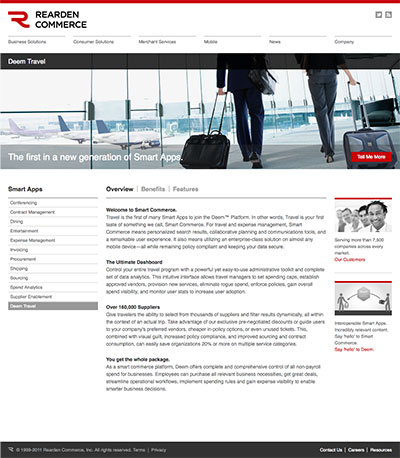 REARDEN
COMMERCE
Business Solutions
Consumer Solutions
Merchant Services
Mobile
News
Company
Deem Travel
The first in a new generation of Smart Apps.
Tell Me More
Smart Apps
Conferencing
Contract Management
Dining
Entertainment
Expense Management
Invoicing
Procurement
Shipping
Sourcing
Spend Analytics
Supplier Enablement
Deem Travel
Overview | Benefits | Features
Welcome to Smart Commerce.
Travel is the first of many Smart Apps to join the Deem™ Platform. In other words, Travel is your first
taste of something we call, Smart Commerce. For travel and expense management, Smart
Commerce means personalized search results, collaborative planning and communications tools, and
a remarkable user experience. It also means utilizing an enterprise-class solution on almost any
mobile device—all while remaining policy compliant and keeping your data secure.
The Ultimate Dashboard
Control your entire travel program with a powerful yet easy-to-use administrative toolkit and complete
set of data analytics. This intuitive interface allows travel managers to set spending caps, establish
approved vendors, provision new services, eliminate rogue spend, enforce policies, gain overall
spend visibility, and monitor user stats to increase user adoption.
Over 160,000 Suppliers
Give travelers the ability to select from thousands of suppliers and filter results dynamically, all within
the context of an actual trip. Take advantage of our exclusive pre-negotiated discounts or guide users
to your company's preferred vendors, cheaper in-policy options, or even unused tickets. This,
combined with visual guilt, increased policy compliance, and improved sourcing and contract
consumption, can easily save organizations 20% or more on multiple service categories.
You get the whole package.
As a smart commerce platform, Deem offers complete and comprehensive control of all non-payroll
spend for businesses. Employees can purchase all relevant business necessities, get great deals,
streamline operational workflows, implement spending rules and gain expense visibility to enable
smarter business decisions.
Serving more than 7,500
companies across every
market.
Our Customers
Interoperable Smart Apps.
Incredibly relevant content.
Say 'hello' to Smart
Commerce.
Say 'hello' to Deem
© 1999-2011 Rearden Commerce, Inc. All rights reserved. Terms | Privacy
Contact Us | Careers | Resources